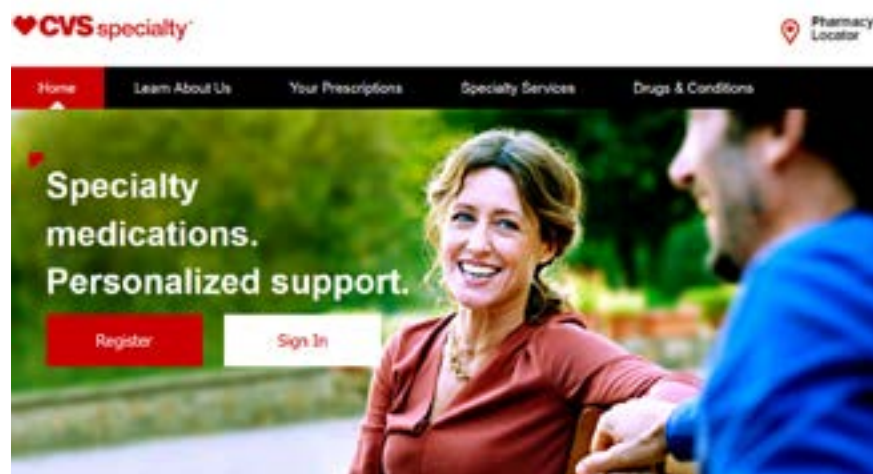 CVS specialty
Pharmacy
Locator
Home Learn About Us Your Prescriptions Specialty Services Drugs & Conditions
Specialty
medications.
Personalized support.
Register Sign In